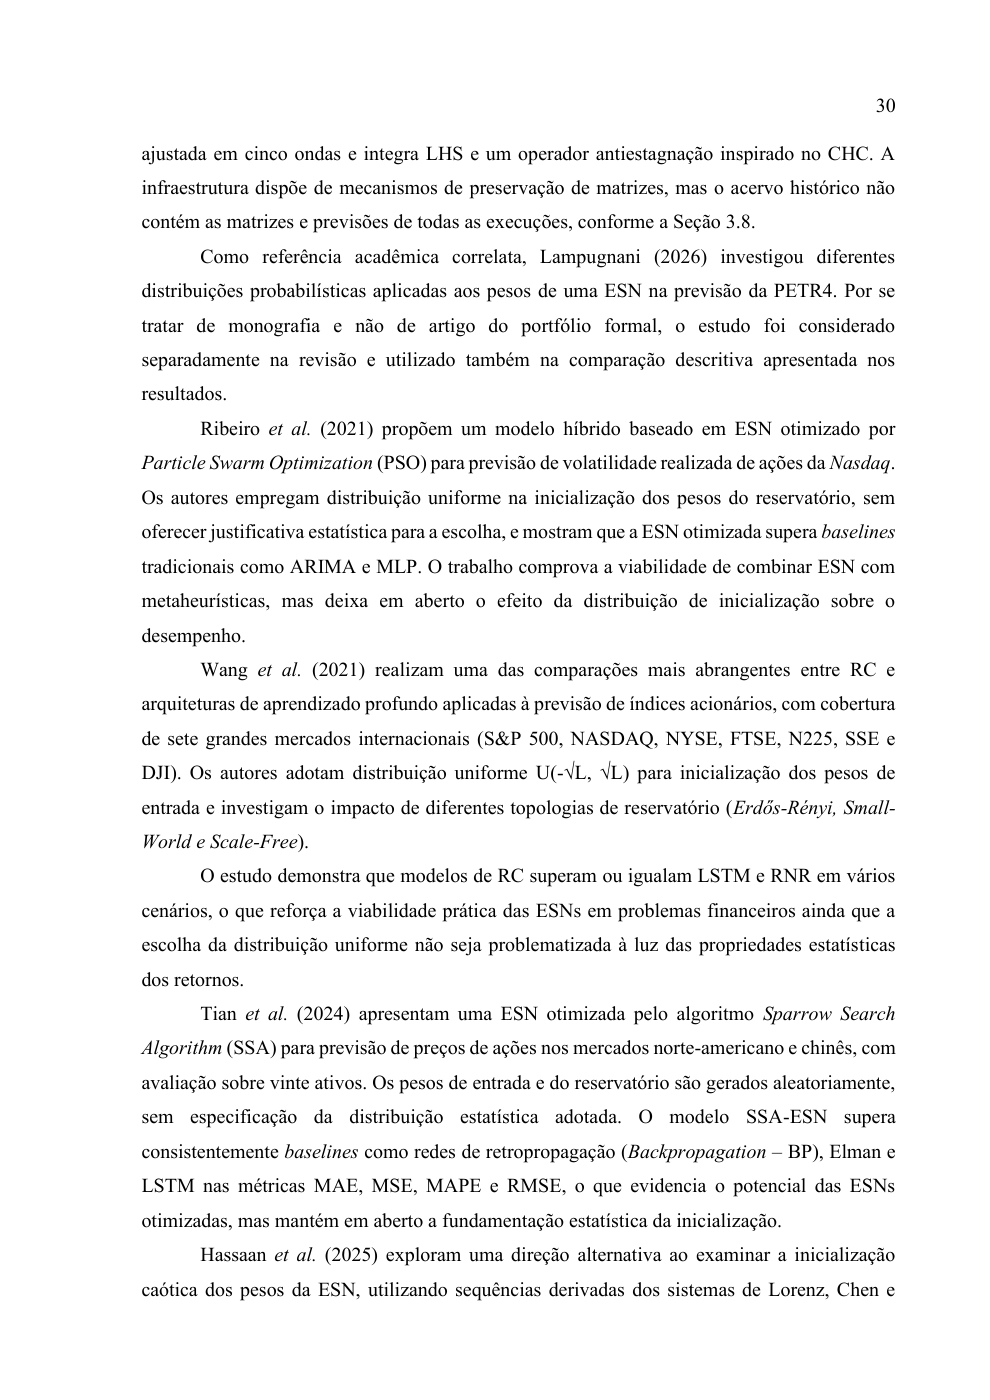 30
ajustada em cinco ondas e integra LHS e um operador antiestagnação inspirado no CHC. A
infraestrutura dispõe de mecanismos de preservação de matrizes, mas o acervo histórico não
contém as matrizes e previsões de todas as execuções, conforme a Seção 3.8.
Como referência acadêmica correlata, Lampugnani (2026) investigou diferentes
distribuições probabilísticas aplicadas aos pesos de uma ESN na previsão da PETR4. Por se
tratar de monografia e não de artigo do portfólio formal, o estudo foi considerado
separadamente na revisão e utilizado também na comparação descritiva apresentada nos
resultados.
Ribeiro et al. (2021) propõem um modelo híbrido baseado em ESN otimizado por
Particle Swarm Optimization (PSO) para previsão de volatilidade realizada de ações da Nasdaq.
Os autores empregam distribuição uniforme na inicialização dos pesos do reservatório, sem
oferecer justificativa estatística para a escolha, e mostram que a ESN otimizada supera baselines
tradicionais como ARIMA e MLP. O trabalho comprova a viabilidade de combinar ESN com
metaheurísticas, mas deixa em aberto o efeito da distribuição de inicialização sobre o
desempenho.
Wang et al. (2021) realizam uma das comparações mais abrangentes entre RC e
arquiteturas de aprendizado profundo aplicadas à previsão de índices acionários, com cobertura
de sete grandes mercados internacionais (S&P 500, NASDAQ, NYSE, FTSE, N225, SSE e
DJI). Os autores adotam distribuição uniforme U(-√L, √L) para inicialização dos pesos de
entrada e investigam o impacto de diferentes topologias de reservatório (Erdős-Rényi, Small-
World e Scale-Free).
O estudo demonstra que modelos de RC superam ou igualam LSTM e RNR em vários
cenários, o que reforça a viabilidade prática das ESNs em problemas financeiros ainda que a
escolha da distribuição uniforme não seja problematizada à luz das propriedades estatísticas
dos retornos.
Tian et al. (2024) apresentam uma ESN otimizada pelo algoritmo Sparrow Search
Algorithm (SSA) para previsão de preços de ações nos mercados norte-americano e chinês, com
avaliação sobre vinte ativos. Os pesos de entrada e do reservatório são gerados aleatoriamente,
sem especificação da distribuição estatística adotada. O modelo SSA-ESN supera
consistentemente baselines como redes de retropropagação (Backpropagation – BP), Elman e
LSTM nas métricas MAE, MSE, MAPE e RMSE, o que evidencia o potencial das ESNs
otimizadas, mas mantém em aberto a fundamentação estatística da inicialização.
Hassaan et al. (2025) exploram uma direção alternativa ao examinar a inicialização
caótica dos pesos da ESN, utilizando sequências derivadas dos sistemas de Lorenz, Chen e